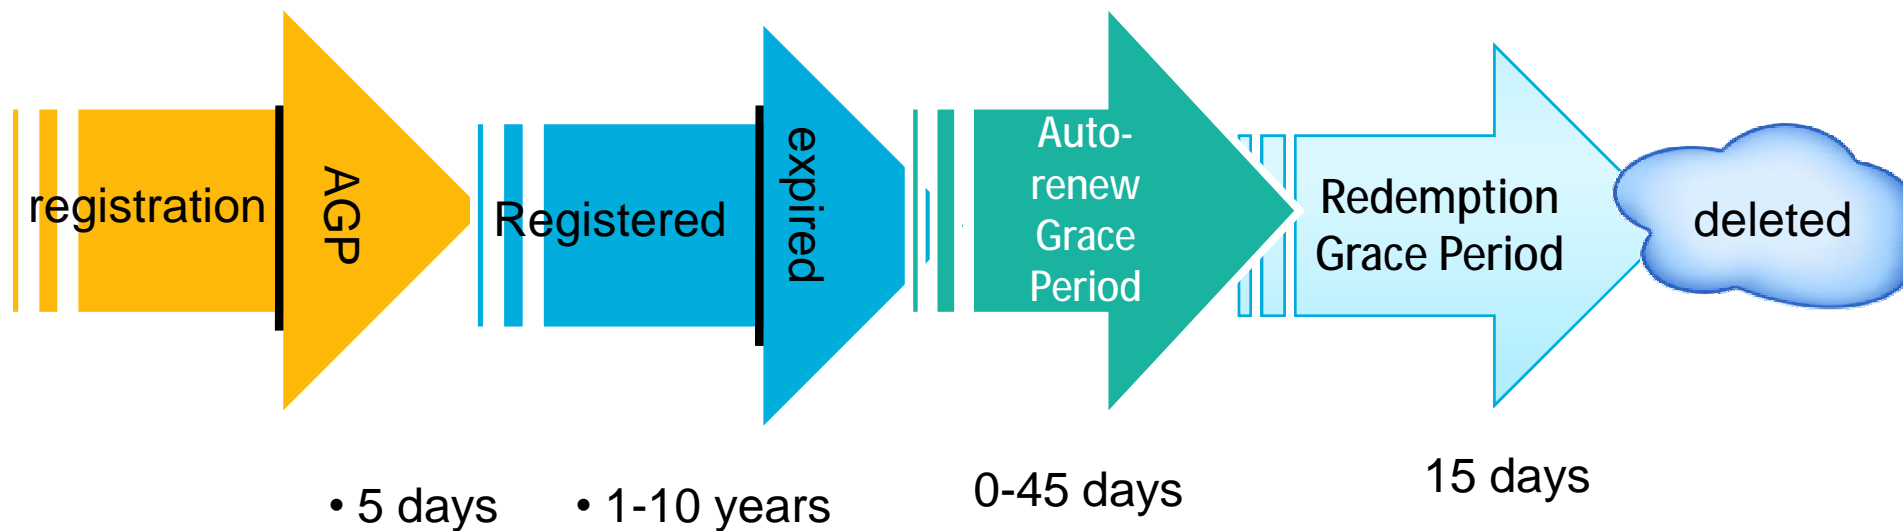 registration
AGP
Registered
expired
Auto-
renew
Grace
Period
Redemption
Grace Period
deleted
• 5 days
• 1-10 years
0-45 days
15 days